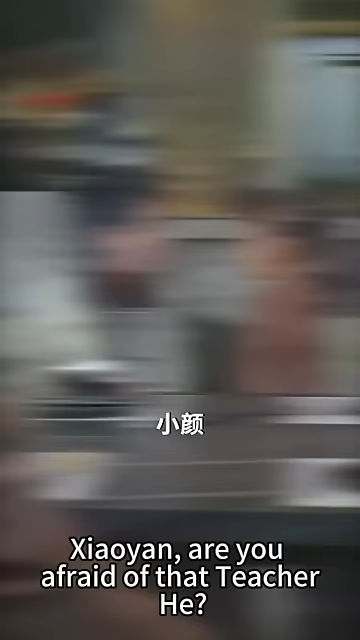 小颜
Xiaoyan, are you
afraid of that Teacher
He?